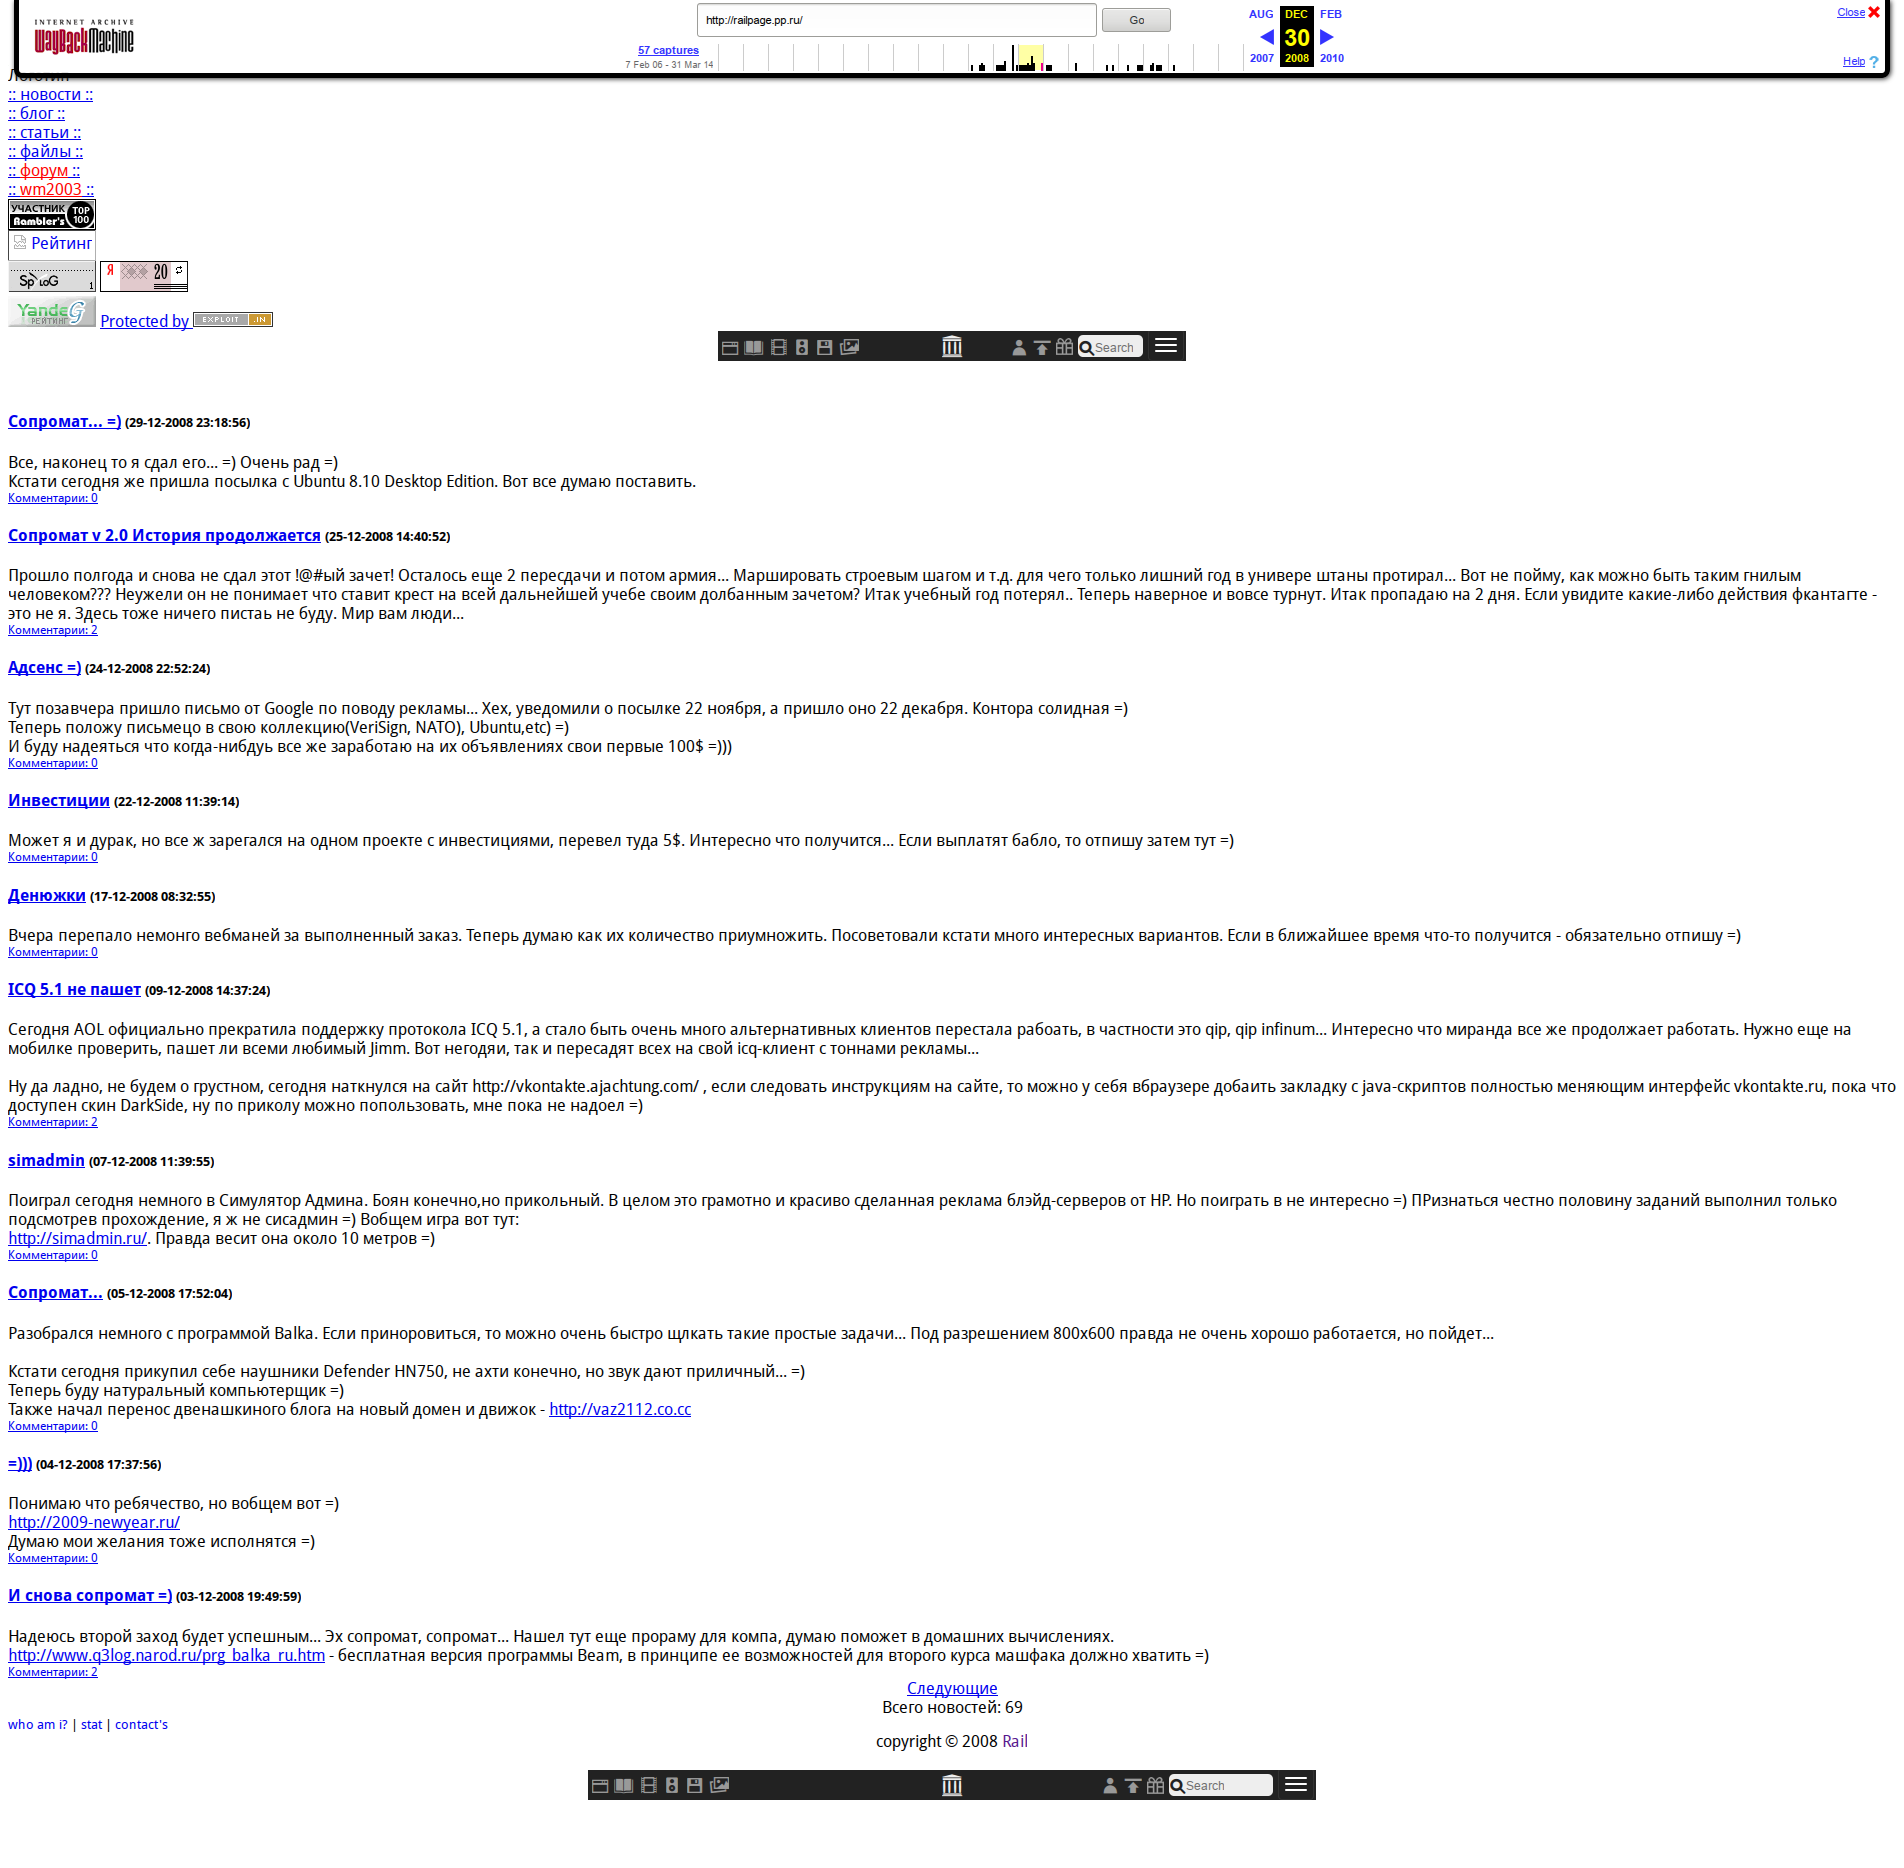 INTERNET ARCHIVE
WayBackMachine
http://railpage.pp.ru/
Go
57 captures
7 Feb 06 - 31 Mar 14
AUG DEC FEB
30
2007 2008 2010
Close
Help ?
Логотип
:: новости ::
:: блог ::
:: статьи ::
:: файлы ::
:: форум ::
:: wm2003 ::
УЧАСТНИК TOP 100
Rambler's
Рейтинг
SpyLOG 1
Я 20
YandeG
РЕЙТИНГ
Protected by EXPLOIT .IN
Search
Сопромат... =) (29-12-2008 23:18:56)
Все, наконец то я сдал его... =) Очень рад =)
Кстати сегодня же пришла посылка с Ubuntu 8.10 Desktop Edition. Вот все думаю поставить.
Комментарии: 0
Сопромат v 2.0 История продолжается (25-12-2008 14:40:52)
Прошло полгода и снова не сдал этот !@#ый зачет! Осталось еще 2 пересдачи и потом армия... Маршировать строевым шагом и т.д. для чего только лишний год в универе штаны протирал... Вот не пойму, как можно быть таким гнилым
человеком??? Неужели он не понимает что ставит крест на всей дальнейшей учебе своим долбанным зачетом? Итак учебный год потерял.. Теперь наверное и вовсе турнут. Итак пропадаю на 2 дня. Если увидите какие-либо действия фкантагте -
это не я. Здесь тоже ничего пистаь не буду. Мир вам люди...
Комментарии: 2
Адсенс =) (24-12-2008 22:52:24)
Тут позавчера пришло письмо от Google по поводу рекламы... Хех, уведомили о посылке 22 ноября, а пришло оно 22 декабря. Контора солидная =)
Теперь положу письмецо в свою коллекцию(VeriSign, NATO), Ubuntu,etc) =)
И буду надеяться что когда-нибдуь все же заработаю на их объявлениях свои первые 100$ =)))
Комментарии: 0
Инвестиции (22-12-2008 11:39:14)
Может я и дурак, но все ж зарегался на одном проекте с инвестициями, перевел туда 5$. Интересно что получится... Если выплатят бабло, то отпишу затем тут =)
Комментарии: 0
Денюжки (17-12-2008 08:32:55)
Вчера перепало немонго вебманей за выполненный заказ. Теперь думаю как их количество приумножить. Посоветовали кстати много интересных вариантов. Если в ближайшее время что-то получится - обязательно отпишу =)
Комментарии: 0
ICQ 5.1 не пашет (09-12-2008 14:37:24)
Сегодня AOL официально прекратила поддержку протокола ICQ 5.1, а стало быть очень много альтернативных клиентов перестала рабоать, в частности это qip, qip infinum... Интересно что миранда все же продолжает работать. Нужно еще на
мобилке проверить, пашет ли всеми любимый Jimm. Вот негодяи, так и пересадят всех на свой icq-клиент с тоннами рекламы...
Ну да ладно, не будем о грустном, сегодня наткнулся на сайт http://vkontakte.ajachtung.com/ , если следовать инструкциям на сайте, то можно у себя вбраузере добаить закладку с java-скриптов полностью меняющим интерфейс vkontakte.ru, пока что
доступен скин DarkSide, ну по приколу можно попользовать, мне пока не надоел =)
Комментарии: 2
simadmin (07-12-2008 11:39:55)
Поиграл сегодня немного в Симулятор Админа. Боян конечно,но прикольный. В целом это грамотно и красиво сделанная реклама блэйд-серверов от HP. Но поиграть в не интересно =) ПРизнаться честно половину заданий выполнил только
подсмотрев прохождение, я ж не сисадмин =) Вобщем игра вот тут:
http://simadmin.ru/. Правда весит она около 10 метров =)
Комментарии: 0
Сопромат... (05-12-2008 17:52:04)
Разобрался немного с программой Balka. Если приноровиться, то можно очень быстро щлкать такие простые задачи... Под разрешением 800x600 правда не очень хорошо работается, но пойдет...
Кстати сегодня прикупил себе наушники Defender HN750, не ахти конечно, но звук дают приличный... =)
Теперь буду натуральный компьютерщик =)
Также начал перенос двенашкиного блога на новый домен и движок - http://vaz2112.co.cc
Комментарии: 0
=))) (04-12-2008 17:37:56)
Понимаю что ребячество, но вобщем вот =)
http://2009-newyear.ru/
Думаю мои желания тоже исполнятся =)
Комментарии: 0
И снова сопромат =) (03-12-2008 19:49:59)
Надеюсь второй заход будет успешным... Эх сопромат, сопромат... Нашел тут еще прораму для компа, думаю поможет в домашних вычислениях.
http://www.q3log.narod.ru/prg_balka_ru.htm - бесплатная версия программы Beam, в принципе ее возможностей для второго курса машфака должно хватить =)
Комментарии: 2
Следующие
Всего новостей: 69
who am i? | stat | contact's
copyright © 2008 Rail
Search